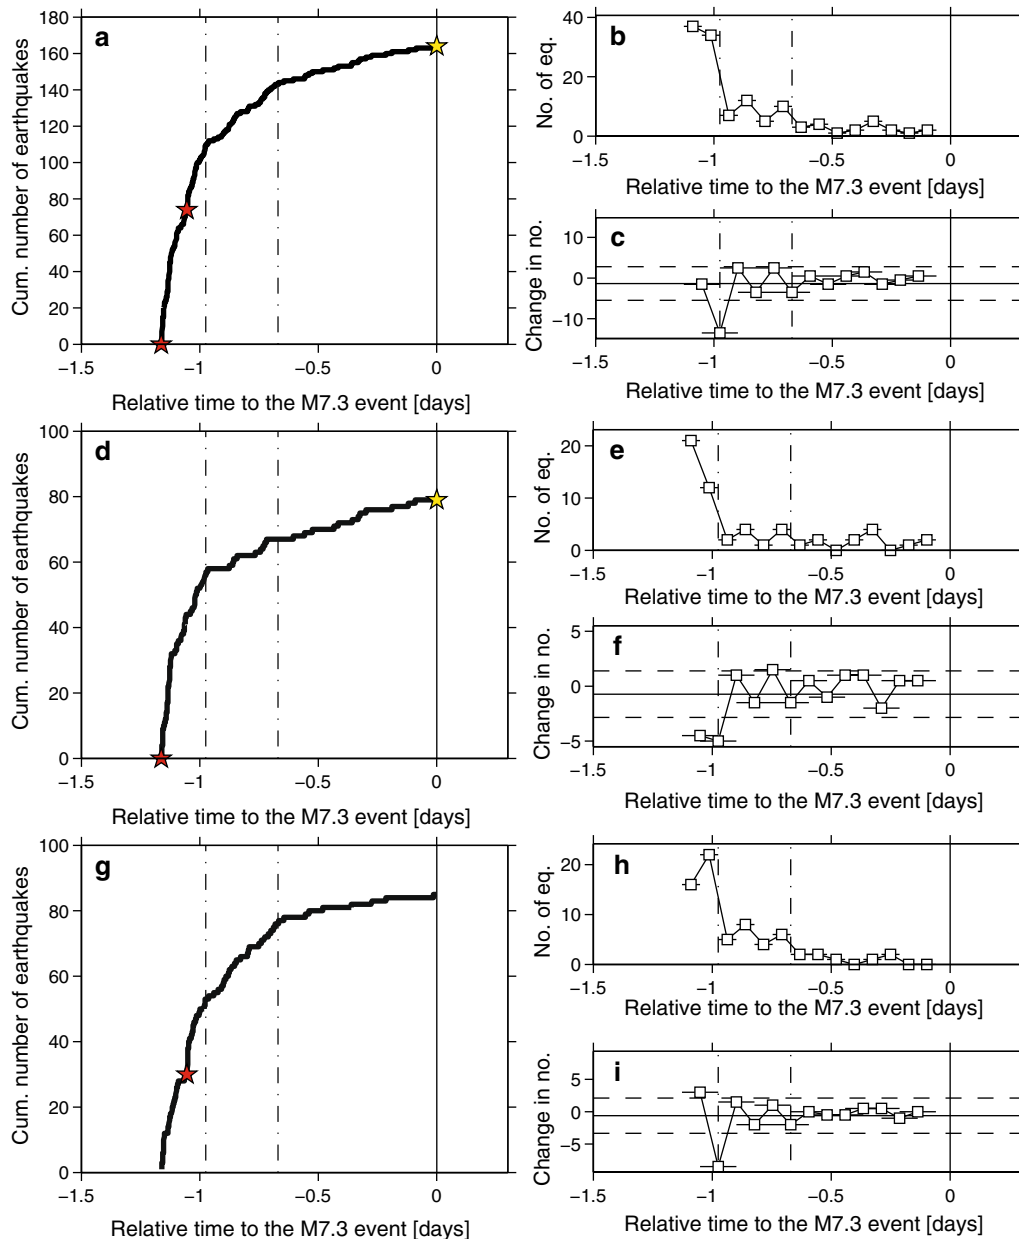 a
Cum. number of earthquakes
180
160
140
120
100
80
60
40
20
0
−1.5 −1 −0.5 0
Relative time to the M7.3 event [days]
b
No. of eq.
40
20
0
−1.5 −1 −0.5 0
Relative time to the M7.3 event [days]
c
Change in no.
10
0
−10
−1.5 −1 −0.5 0
Relative time to the M7.3 event [days]
d
Cum. number of earthquakes
100
80
60
40
20
0
−1.5 −1 −0.5 0
Relative time to the M7.3 event [days]
e
No. of eq.
20
10
0
−1.5 −1 −0.5 0
Relative time to the M7.3 event [days]
f
Change in no.
5
0
−5
−1.5 −1 −0.5 0
Relative time to the M7.3 event [days]
g
Cum. number of earthquakes
100
80
60
40
20
0
−1.5 −1 −0.5 0
Relative time to the M7.3 event [days]
h
No. of eq.
20
10
0
−1.5 −1 −0.5 0
Relative time to the M7.3 event [days]
i
Change in no.
5
0
−5
−1.5 −1 −0.5 0
Relative time to the M7.3 event [days]